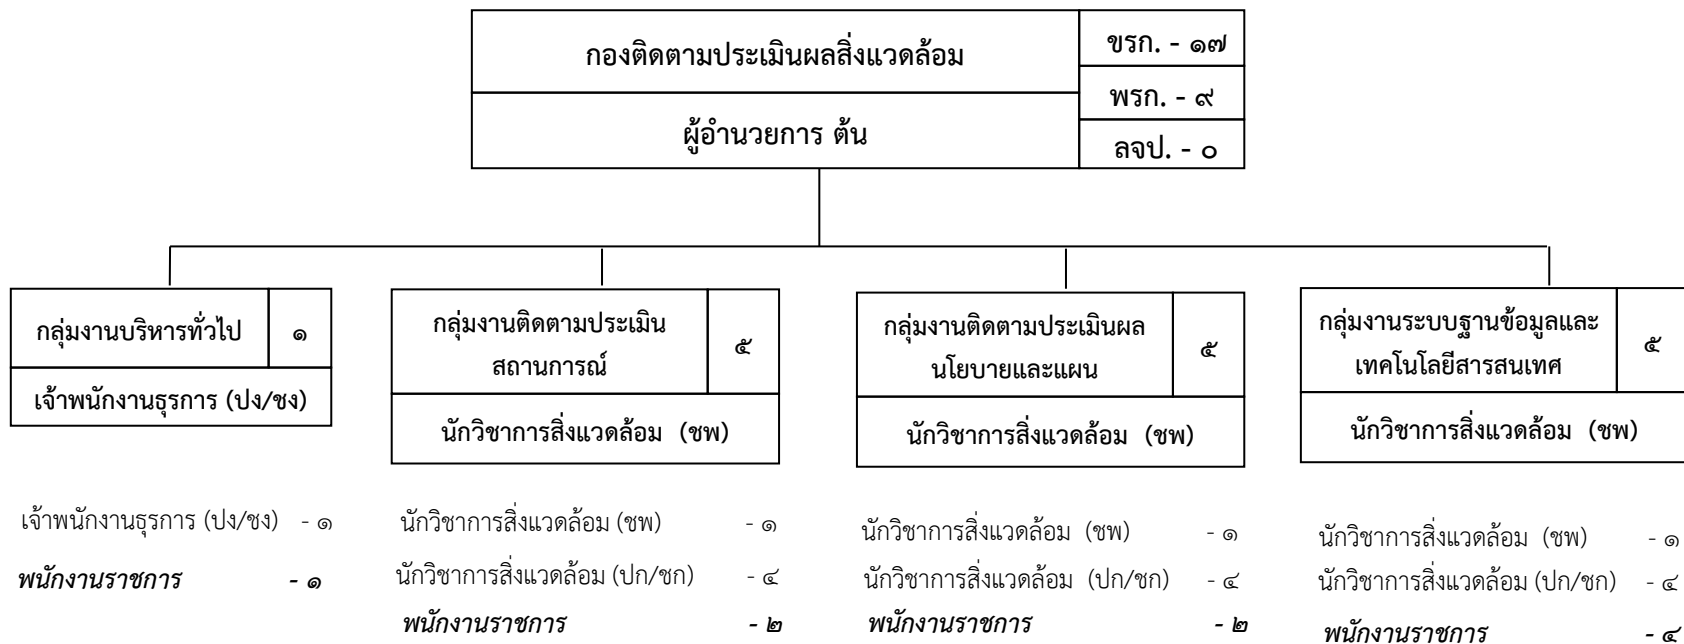 กองติดตามประเมินผลสิ่งแวดล้อม
ผู้อำนวยการ ต้น
ขรก. - ๑๗
พรก. - ๙
ลจป. - ๐
กลุ่มงานบริหารทั่วไป ๑
เจ้าพนักงานธุรการ (ปง/ชง)
เจ้าพนักงานธุรการ (ปง/ชง) - ๑
พนักงานราชการ - ๑
กลุ่มงานติดตามประเมิน
สถานการณ์
๕
นักวิชาการสิ่งแวดล้อม (ชพ)
นักวิชาการสิ่งแวดล้อม (ชพ) - ๑
นักวิชาการสิ่งแวดล้อม (ปก/ชก) - ๔
พนักงานราชการ - ๒
กลุ่มงานติดตามประเมินผล
นโยบายและแผน
๕
นักวิชาการสิ่งแวดล้อม (ชพ)
นักวิชาการสิ่งแวดล้อม (ชพ) - ๑
นักวิชาการสิ่งแวดล้อม (ปก/ชก) - ๔
พนักงานราชการ - ๒
กลุ่มงานระบบฐานข้อมูลและ
เทคโนโลยีสารสนเทศ
๕
นักวิชาการสิ่งแวดล้อม (ชพ)
นักวิชาการสิ่งแวดล้อม (ชพ) - ๑
นักวิชาการสิ่งแวดล้อม (ปก/ชก) - ๔
พนักงานราชการ - ๔